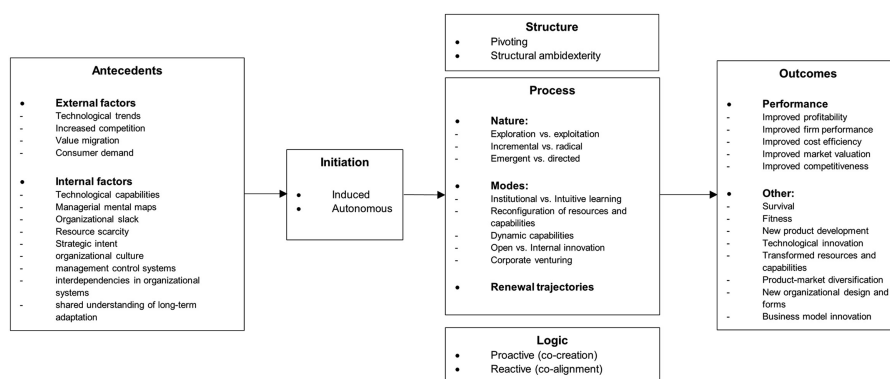 Antecedents
• External factors
- Technological trends
- Increased competition
- Value migration
- Consumer demand
• Internal factors
- Technological capabilities
- Managerial mental maps
- Organizational slack
- Resource scarcity
- Strategic intent
- organizational culture
- management control systems
- interdependencies in organizational
systems
- shared understanding of long-term
adaptation
Initiation
• Induced
• Autonomous
Structure
• Pivoting
• Structural ambidexterity
Process
• Nature:
- Exploration vs. exploitation
- Incremental vs. radical
- Emergent vs. directed
• Modes:
- Institutional vs. Intuitive learning
- Reconfiguration of resources and
capabilities
- Dynamic capabilities
- Open vs. Internal innovation
- Corporate venturing
• Renewal trajectories
Logic
• Proactive (co-creation)
• Reactive (co-alignment)
Outcomes
• Performance
- Improved profitability
- Improved firm performance
- Improved cost efficiency
- Improved market valuation
- Improved competitiveness
• Other:
- Survival
- Fitness
- New product development
- Technological innovation
- Transformed resources and
capabilities
- Product-market diversification
- New organizational design and
forms
- Business model innovation